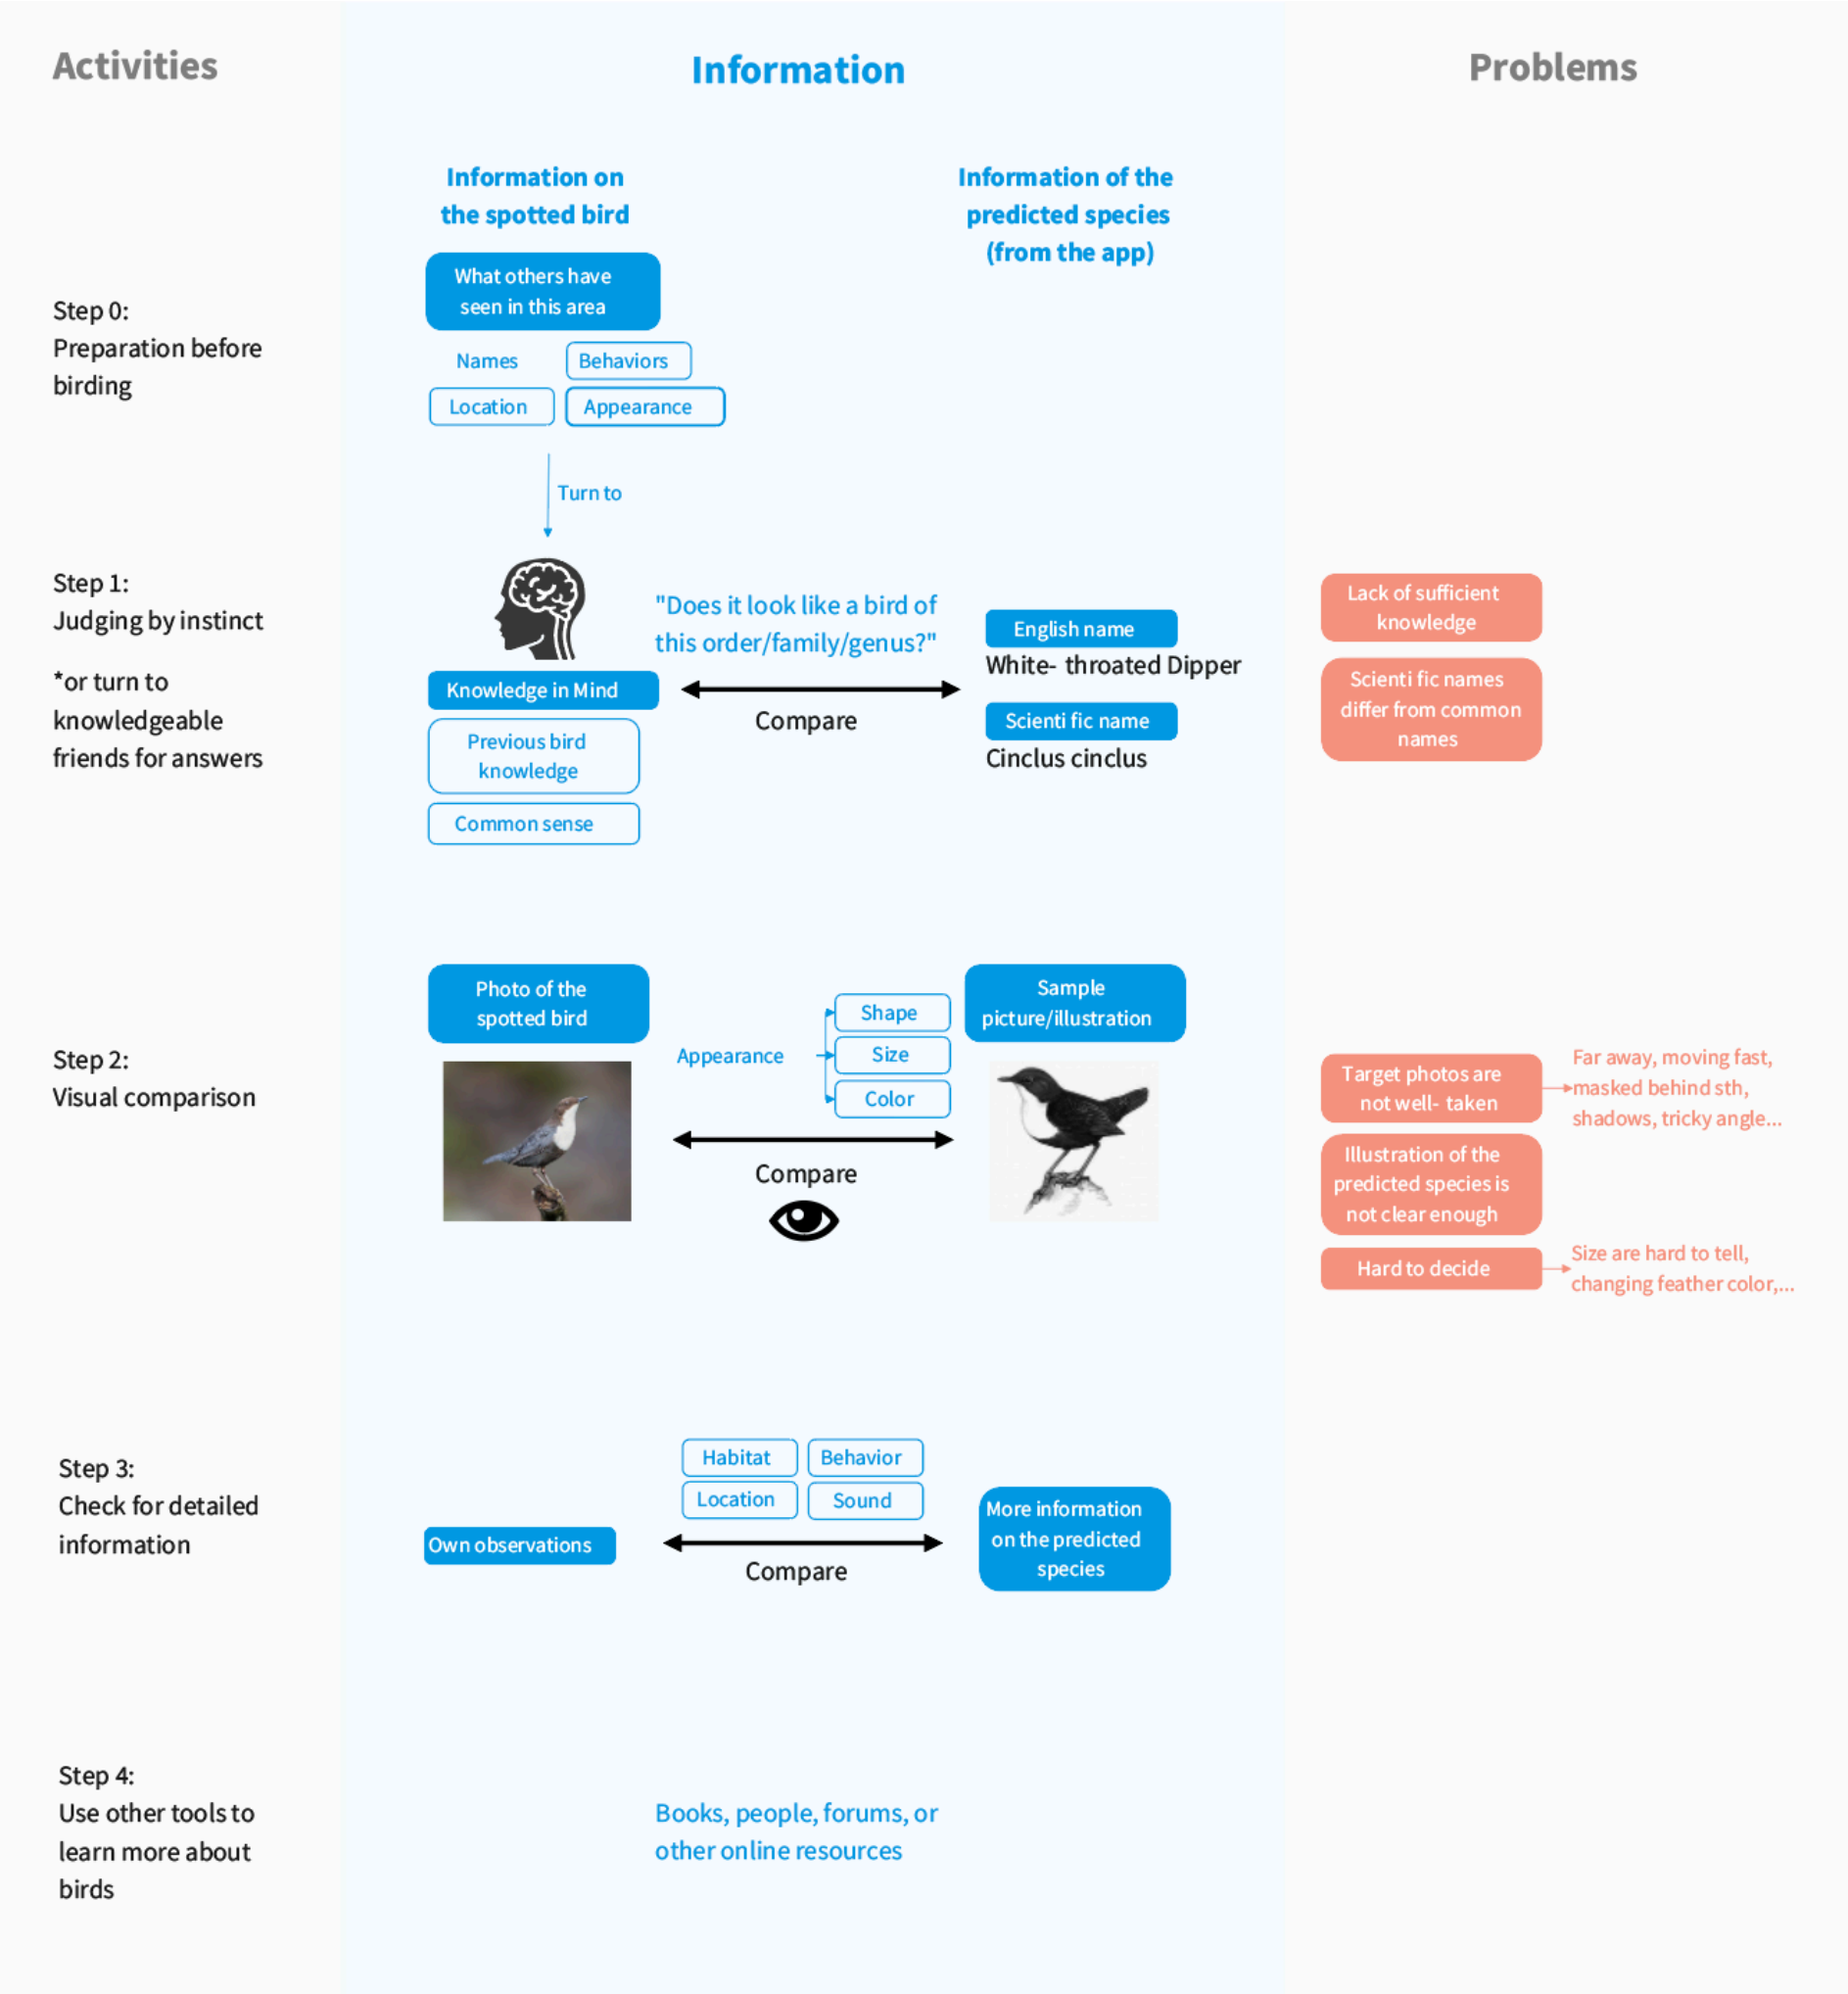 Activities
Information
Problems
Information on
the spotted bird
Information of the
predicted species
(from the app)
Step 0:
Preparation before
birding
What others have
seen in this area
Names
Behaviors
Location
Appearance
Turn to
Step 1:
Judging by instinct
*or turn to
knowledgeable
friends for answers
"Does it look like a bird of
this order/family/genus?"
Knowledge in Mind
Compare
Previous bird
knowledge
Common sense
English name
White- throated Dipper
Scienti fic name
Cinclus cinclus
Lack of sufficient
knowledge
Scienti fic names
differ from common
names
Step 2:
Visual comparison
Photo of the
spotted bird
Appearance
Shape
Size
Color
Compare
Sample
picture/illustration
Target photos are
not well- taken
Far away, moving fast,
masked behind sth,
shadows, tricky angle...
Illustration of the
predicted species is
not clear enough
Hard to decide
Size are hard to tell,
changing feather color,...
Step 3:
Check for detailed
information
Own observations
Habitat
Behavior
Location
Sound
Compare
More information
on the predicted
species
Step 4:
Use other tools to
learn more about
birds
Books, people, forums, or
other online resources